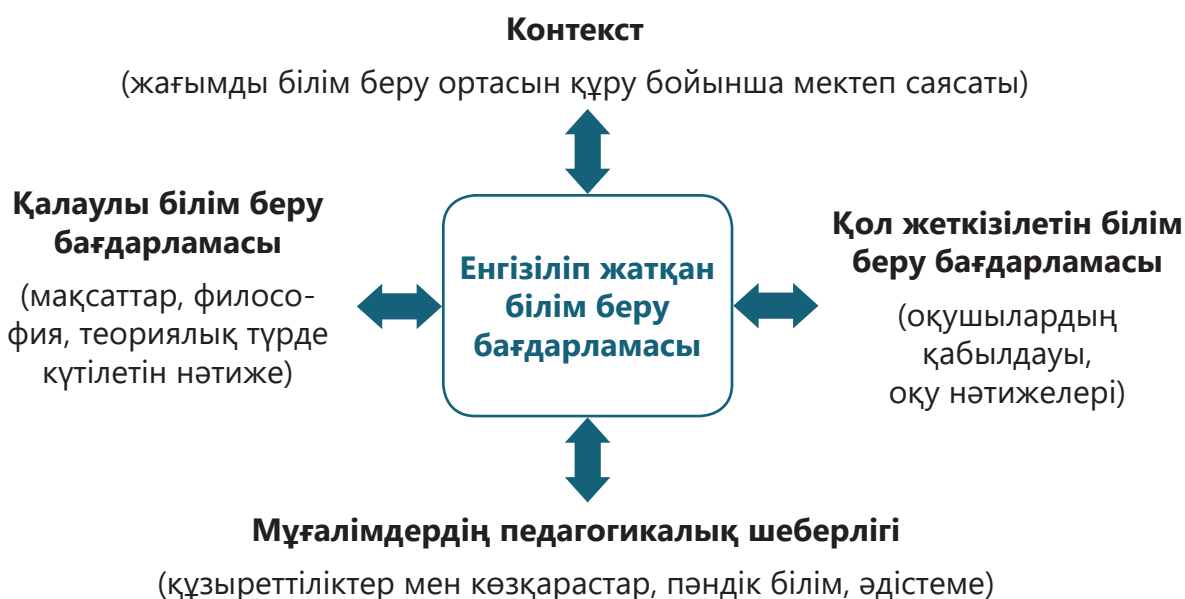 Контекст
(жағымды білім беру ортасын құру бойынша мектеп саясаты)
Қалаулы білім беру
бағдарламасы
(мақсаттар, филосо-
фия, теориялық түрде
күтілетін нәтиже)
Енгізіліп жатқан
білім беру
бағдарламасы
Қол жеткізілетін білім
беру бағдарламасы
(оқушылардың
қабылдауы,
оқу нәтижелері)
Мұғалімдердің педагогикалық шеберлігі
(құзыреттіліктер мен көзқарастар, пәндік білім, әдістеме)